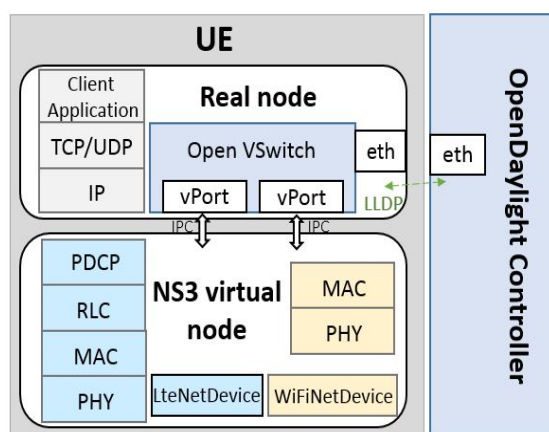 UE
Real node
Client
Application
TCP/UDP
IP
Open VSwitch
vPort
vPort
eth
eth
LLDP
IPC
IPC
PDCP
RLC
MAC
PHY
NS3 virtual
node
MAC
PHY
LteNetDevice
WiFiNetDevice
OpenDaylight Controller